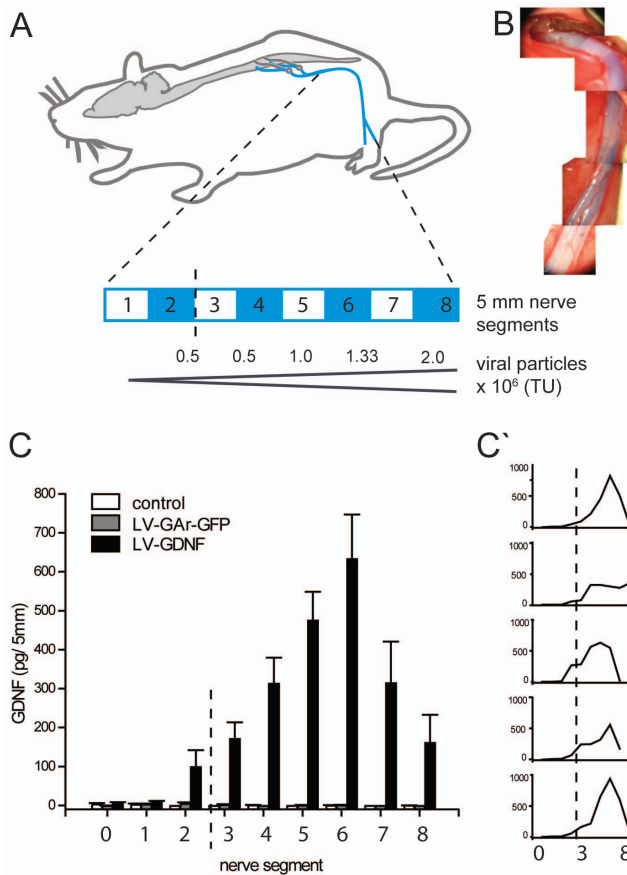 A
B
1 2 3 4 5 6 7 8
5 mm nerve
segments
0.5 0.5 1.0 1.33 2.0
viral particles
x 10⁶ (TU)
C
control
LV-GAr-GFP
LV-GDNF
GDNF (pg/ 5mm)
800
700
600
500
400
300
200
100
0
0 1 2 3 4 5 6 7 8
nerve segment
C`
1000
500
0
1000
500
0
1000
500
0
1000
500
0
1000
500
0
0 3 8